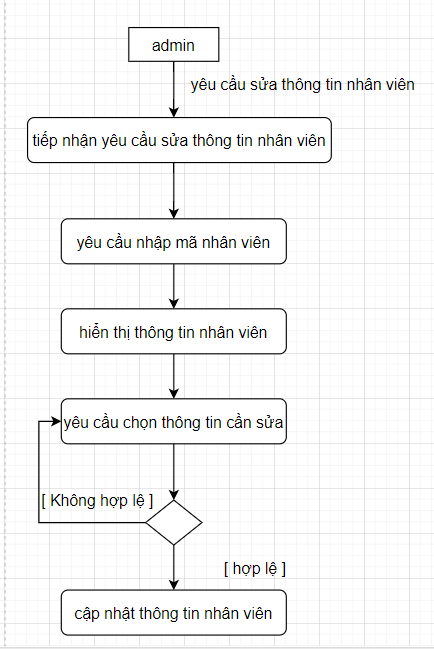 admin
yêu cầu sửa thông tin nhân viên
tiếp nhận yêu cầu sửa thông tin nhân viên
yêu cầu nhập mã nhân viên
hiển thị thông tin nhân viên
yêu cầu chọn thông tin cần sửa
[ Không hợp lệ ]
[ hợp lệ ]
cập nhật thông tin nhân viên